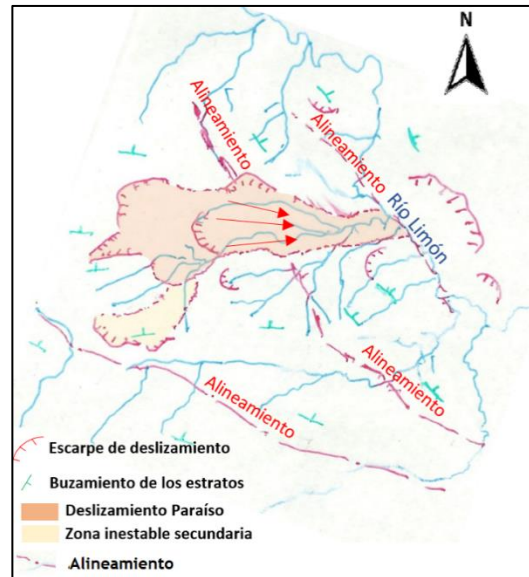 N
Alineamiento
Alineamiento
Río Limón
Alineamiento
Alineamiento
Escarpe de deslizamiento
Buzamiento de los estratos
Deslizamiento Paraíso
Zona inestable secundaria
Alineamiento